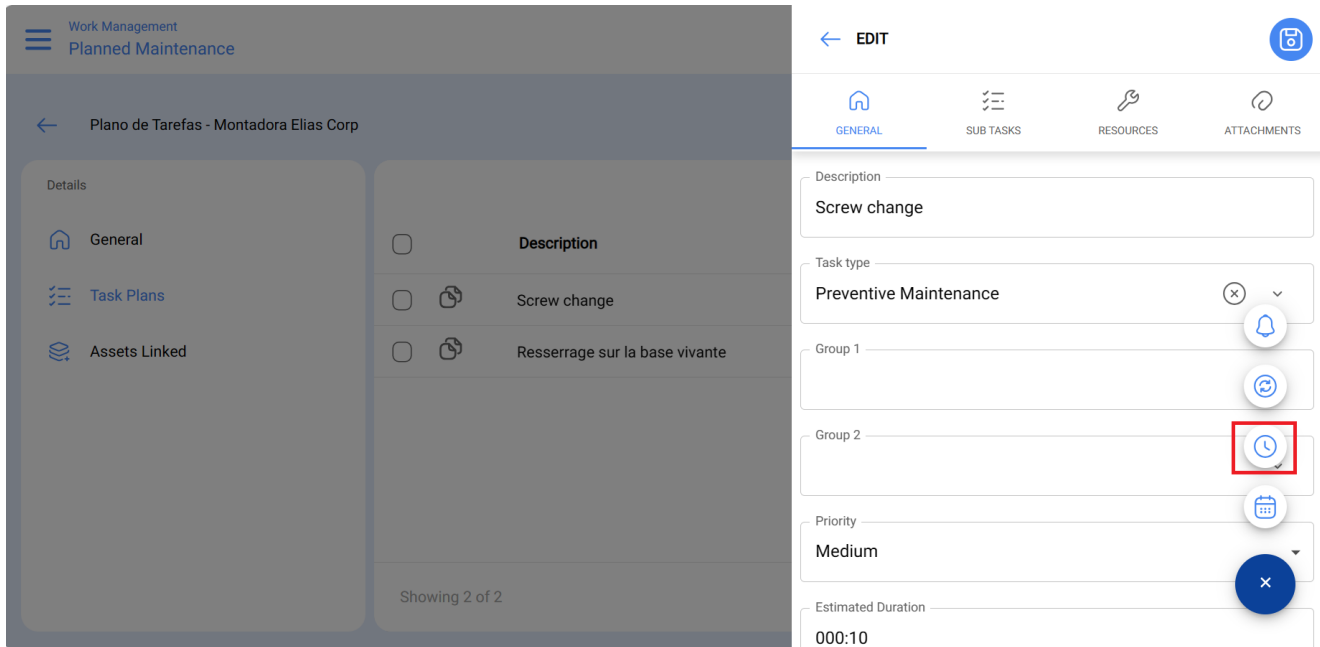 Work Management
Planned Maintenance
Plano de Tarefas - Montadora Elias Corp
Details
General
Task Plans
Assets Linked
Description
Screw change
Resserrage sur la base vivante
Showing 2 of 2
EDIT
GENERAL
SUB TASKS
RESOURCES
ATTACHMENTS
Description
Screw change
Task type
Preventive Maintenance
Group 1
Group 2
Priority
Medium
Estimated Duration
000:10